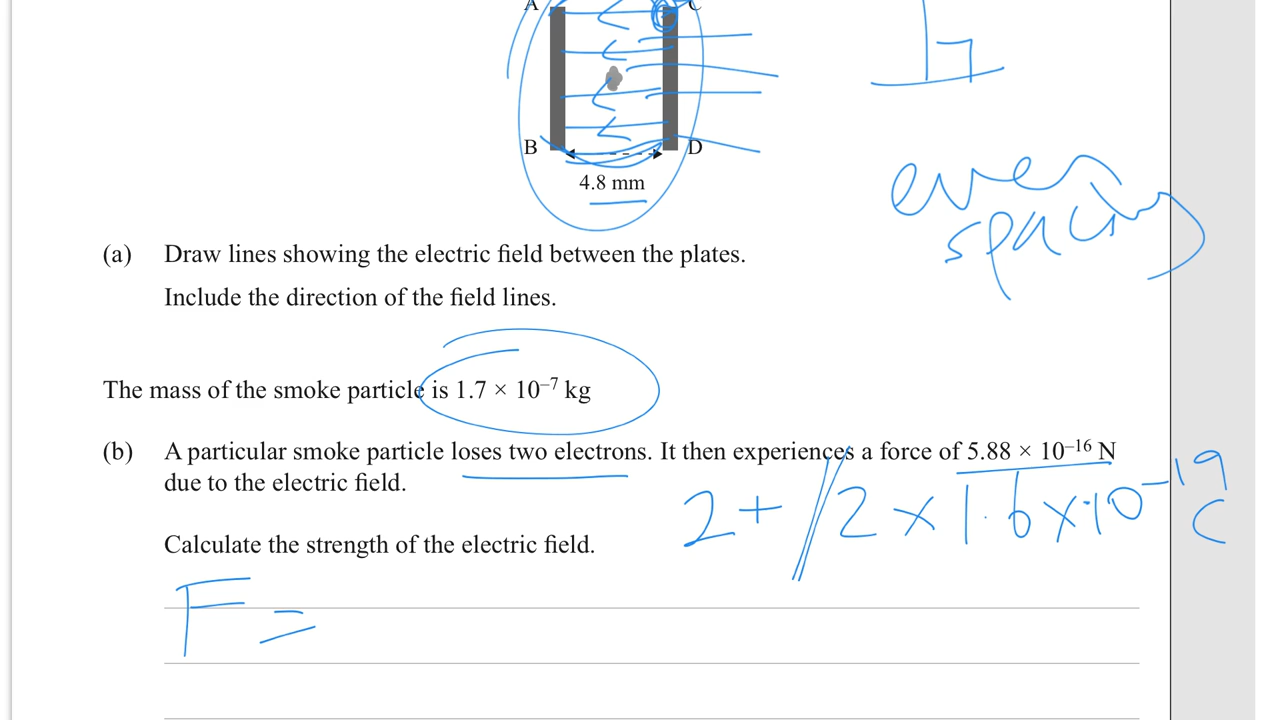 A C
B D
4.8 mm
even
spacing
(a) Draw lines showing the electric field between the plates.
Include the direction of the field lines.
The mass of the smoke particle is 1.7 × 10⁻⁷ kg
(b) A particular smoke particle loses two electrons. It then experiences a force of 5.88 × 10⁻¹⁶ N
due to the electric field.
2+ // 2 × 1.6 × 10⁻¹⁹ C
Calculate the strength of the electric field.
F =